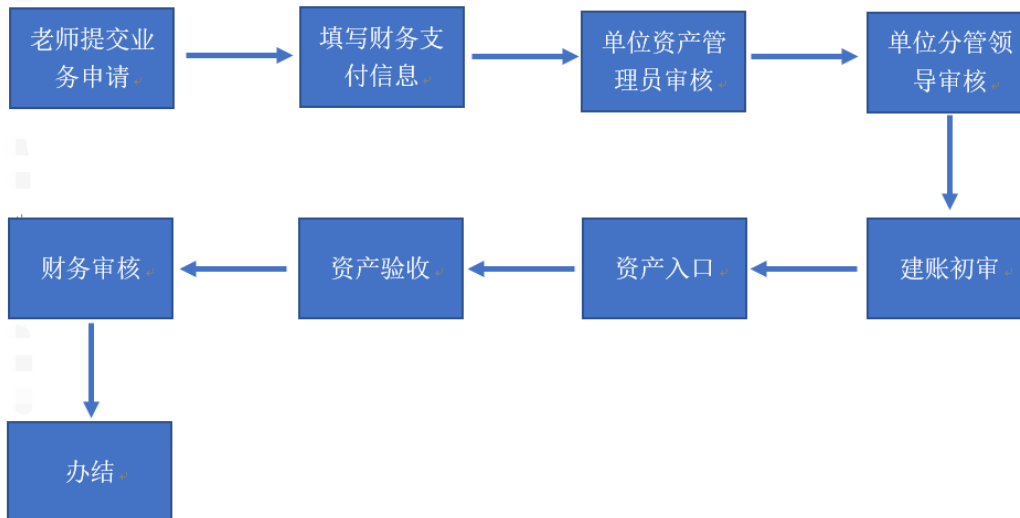 老师提交业
务申请
填写财务支
付信息
单位资产管
理员审核
单位分管领
导审核
财务审核
资产验收
资产入口
建账初审
办结